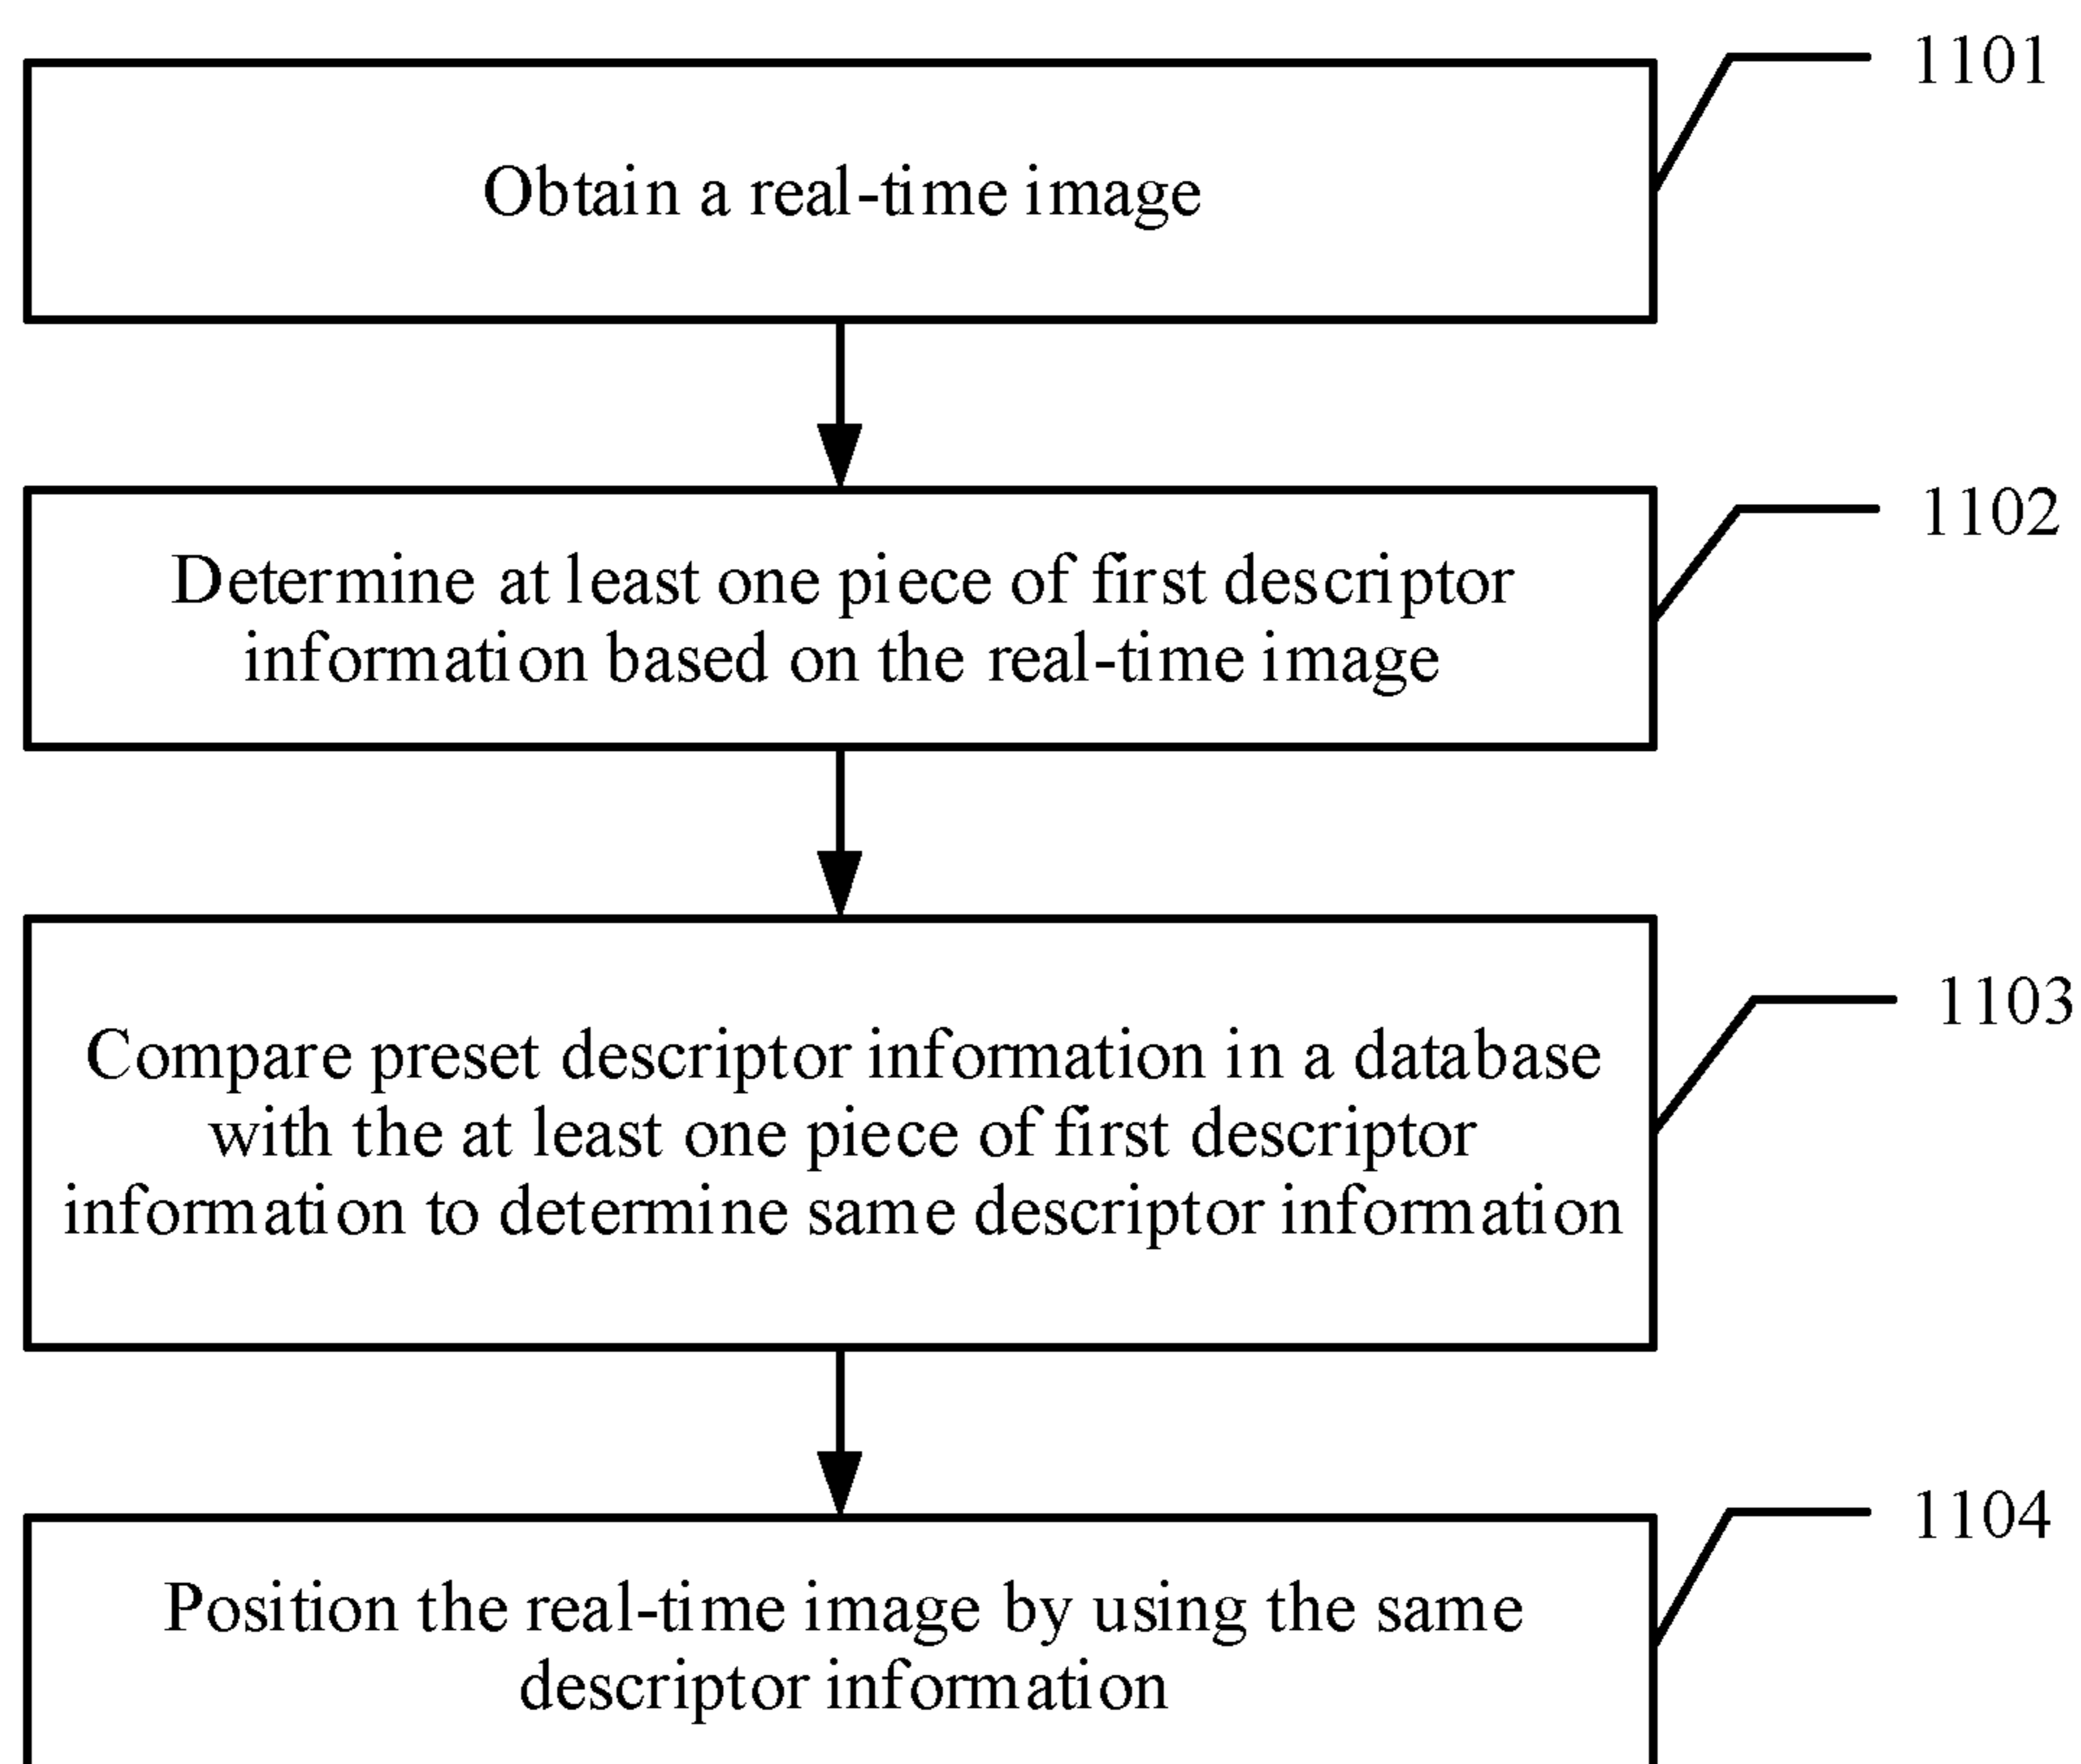 1101
Obtain a real-time image
1102
Determine at least one piece of first descriptor
information based on the real-time image
1103
Compare preset descriptor information in a database
with the at least one piece of first descriptor
information to determine same descriptor information
1104
Position the real-time image by using the same
descriptor information